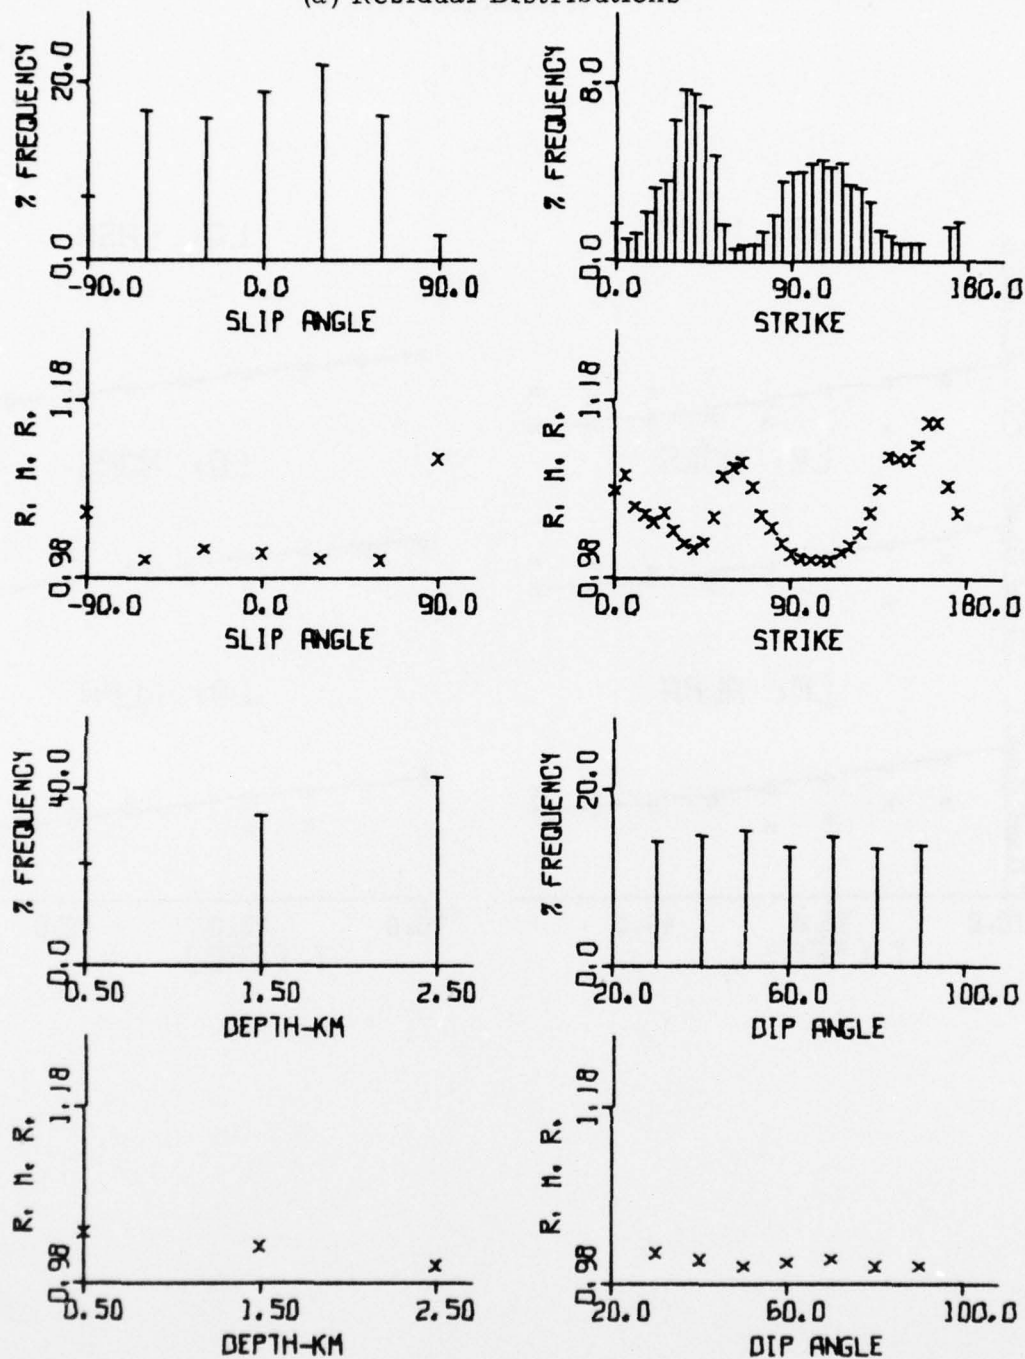 (a) Residual Distributions
% FREQUENCY
20.0
0.0
-90.0 0.0 90.0
SLIP ANGLE
% FREQUENCY
8.0
0.0
0.0 90.0 180.0
STRIKE
R. M. R.
1.18
0.98
-90.0 0.0 90.0
SLIP ANGLE
R. M. R.
1.18
0.98
0.0 90.0 180.0
STRIKE
% FREQUENCY
40.0
0.0
0.50 1.50 2.50
DEPTH-KM
% FREQUENCY
20.0
0.0
20.0 60.0 100.0
DIP ANGLE
R. M. R.
1.18
0.98
0.50 1.50 2.50
DEPTH-KM
R. M. R.
1.18
0.98
20.0 60.0 100.0
DIP ANGLE